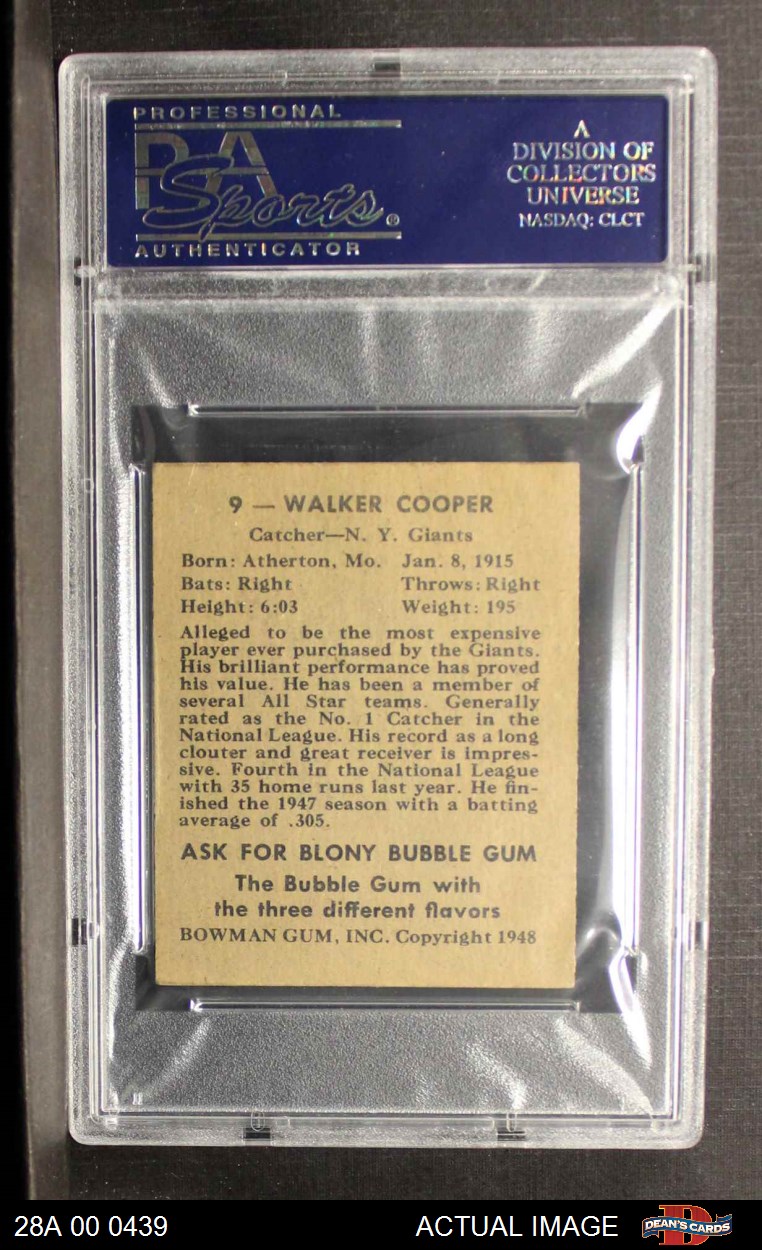 PROFESSIONAL
PSA
Sports®
AUTHENTICATOR
A
DIVISION OF
COLLECTORS
UNIVERSE
NASDAQ: CLCT
9 — WALKER COOPER
Catcher—N. Y. Giants
Born: Atherton, Mo. Jan. 8, 1915
Bats: Right Throws: Right
Height: 6:03 Weight: 195
Alleged to be the most expensive
player ever purchased by the Giants.
His brilliant performance has proved
his value. He has been a member of
several All Star teams. Generally
rated as the No. 1 Catcher in the
National League. His record as a long
clouter and great receiver is impres-
sive. Fourth in the National League
with 35 home runs last year. He fin-
ished the 1947 season with a batting
average of .305.
ASK FOR BLONY BUBBLE GUM
The Bubble Gum with
the three different flavors
BOWMAN GUM, INC. Copyright 1948
28A 00 0439
ACTUAL IMAGE
D
DEAN'S CARDS